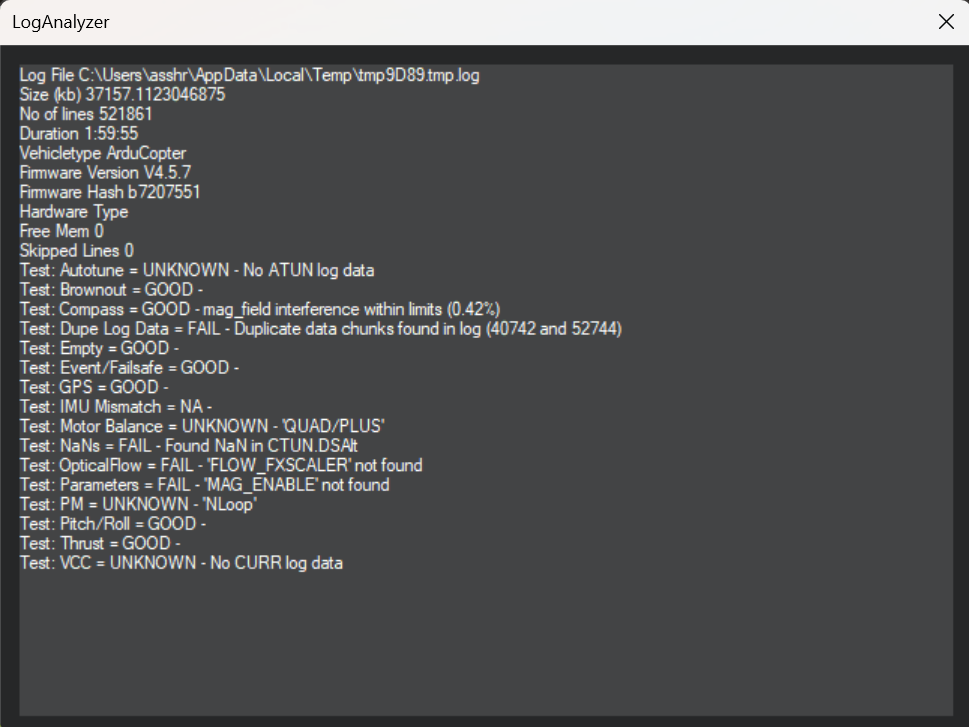 LogAnalyzer
Log File C:\Users\asshr\AppData\Local\Temp\tmp9D89.tmp.log
Size (kb) 37157.1123046875
No of lines 521861
Duration 1:59:55
Vehicletype ArduCopter
Firmware Version V4.5.7
Firmware Hash b7207551
Hardware Type
Free Mem 0
Skipped Lines 0
Test: Autotune = UNKNOWN - No ATUN log data
Test: Brownout = GOOD -
Test: Compass = GOOD - mag_field interference within limits (0.42%)
Test: Dupe Log Data = FAIL - Duplicate data chunks found in log (40742 and 52744)
Test: Empty = GOOD -
Test: Event/Failsafe = GOOD -
Test: GPS = GOOD -
Test: IMU Mismatch = NA -
Test: Motor Balance = UNKNOWN - 'QUAD/PLUS'
Test: NaNs = FAIL - Found NaN in CTUN.DSAlt
Test: OpticalFlow = FAIL - 'FLOW_FXSCALER' not found
Test: Parameters = FAIL - 'MAG_ENABLE' not found
Test: PM = UNKNOWN - 'NLoop'
Test: Pitch/Roll = GOOD -
Test: Thrust = GOOD -
Test: VCC = UNKNOWN - No CURR log data